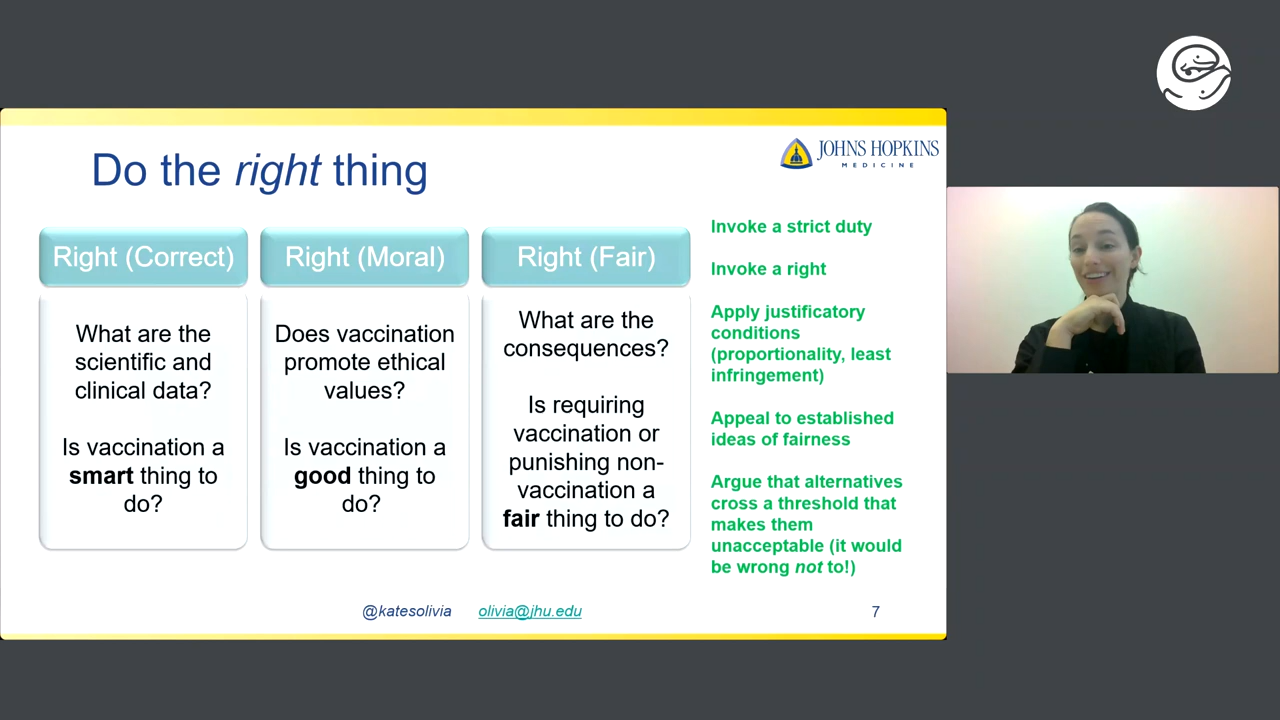 Do the right thing
JOHNS HOPKINS
MEDICINE
Right (Correct)
What are the
scientific and
clinical data?
Is vaccination a
smart thing to
do?
Right (Moral)
Does vaccination
promote ethical
values?
Is vaccination a
good thing to
do?
Right (Fair)
What are the
consequences?
Is requiring
vaccination or
punishing non-
vaccination a
fair thing to do?
Invoke a strict duty
Invoke a right
Apply justificatory
conditions
(proportionality, least
infringement)
Appeal to established
ideas of fairness
Argue that alternatives
cross a threshold that
makes them
unacceptable (it would
be wrong not to!)
@katesolivia olivia@jhu.edu
7